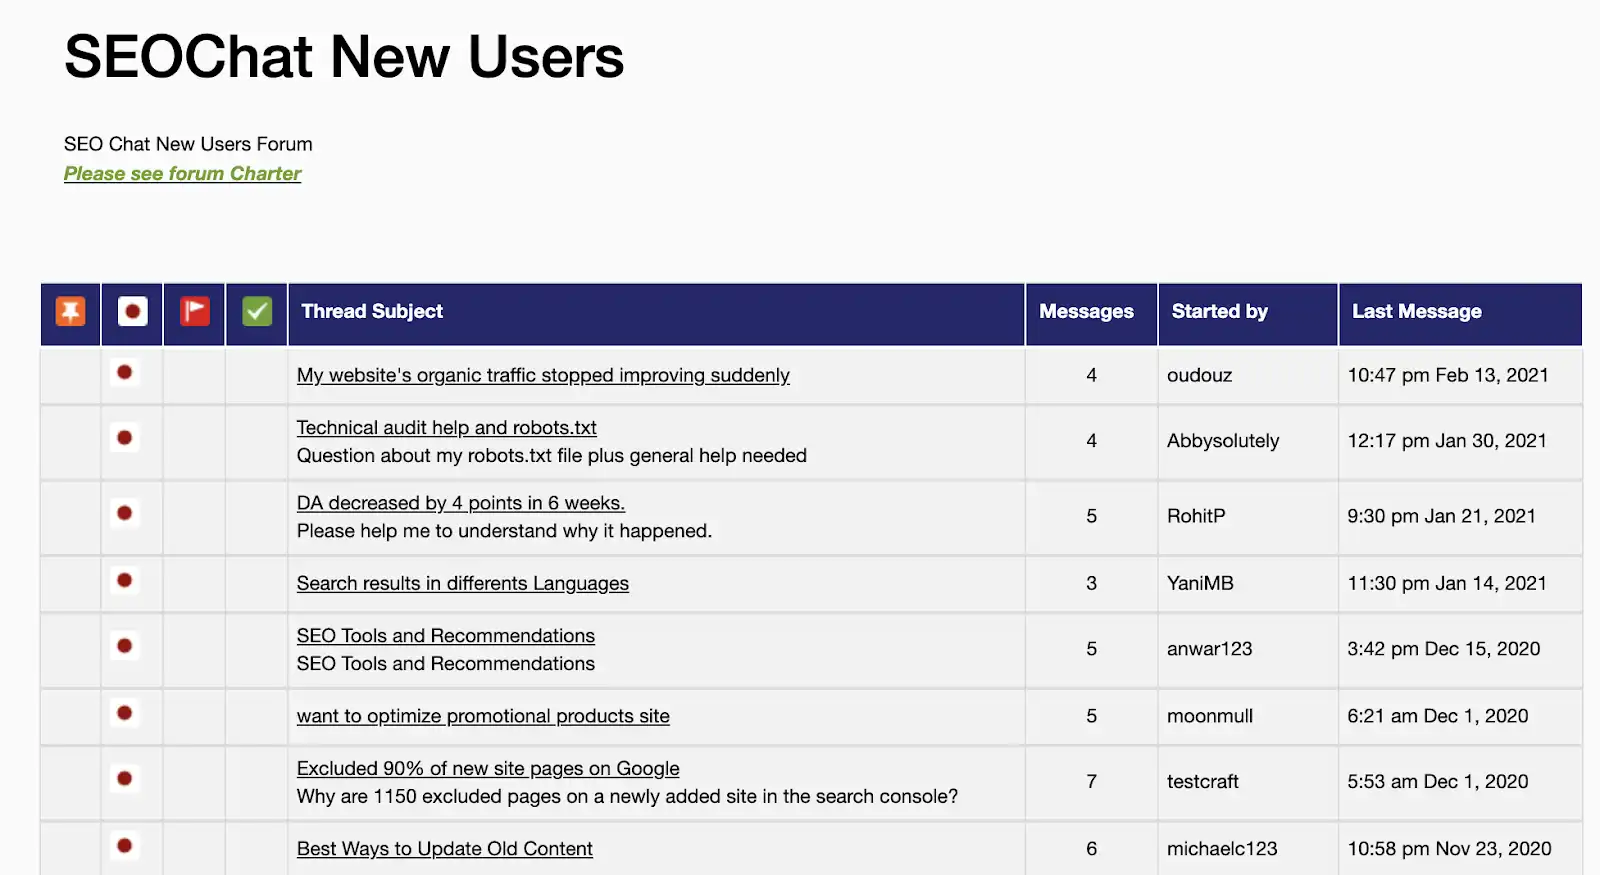 SEOChat New Users
SEO Chat New Users Forum
Please see forum Charter
Thread Subject Messages Started by Last Message
My website's organic traffic stopped improving suddenly 4 oudouz 10:47 pm Feb 13, 2021
Technical audit help and robots.txt
Question about my robots.txt file plus general help needed 4 Abbysolutely 12:17 pm Jan 30, 2021
DA decreased by 4 points in 6 weeks.
Please help me to understand why it happened. 5 RohitP 9:30 pm Jan 21, 2021
Search results in differents Languages 3 YaniMB 11:30 pm Jan 14, 2021
SEO Tools and Recommendations
SEO Tools and Recommendations 5 anwar123 3:42 pm Dec 15, 2020
want to optimize promotional products site 5 moonmull 6:21 am Dec 1, 2020
Excluded 90% of new site pages on Google
Why are 1150 excluded pages on a newly added site in the search console? 7 testcraft 5:53 am Dec 1, 2020
Best Ways to Update Old Content 6 michaelc123 10:58 pm Nov 23, 2020